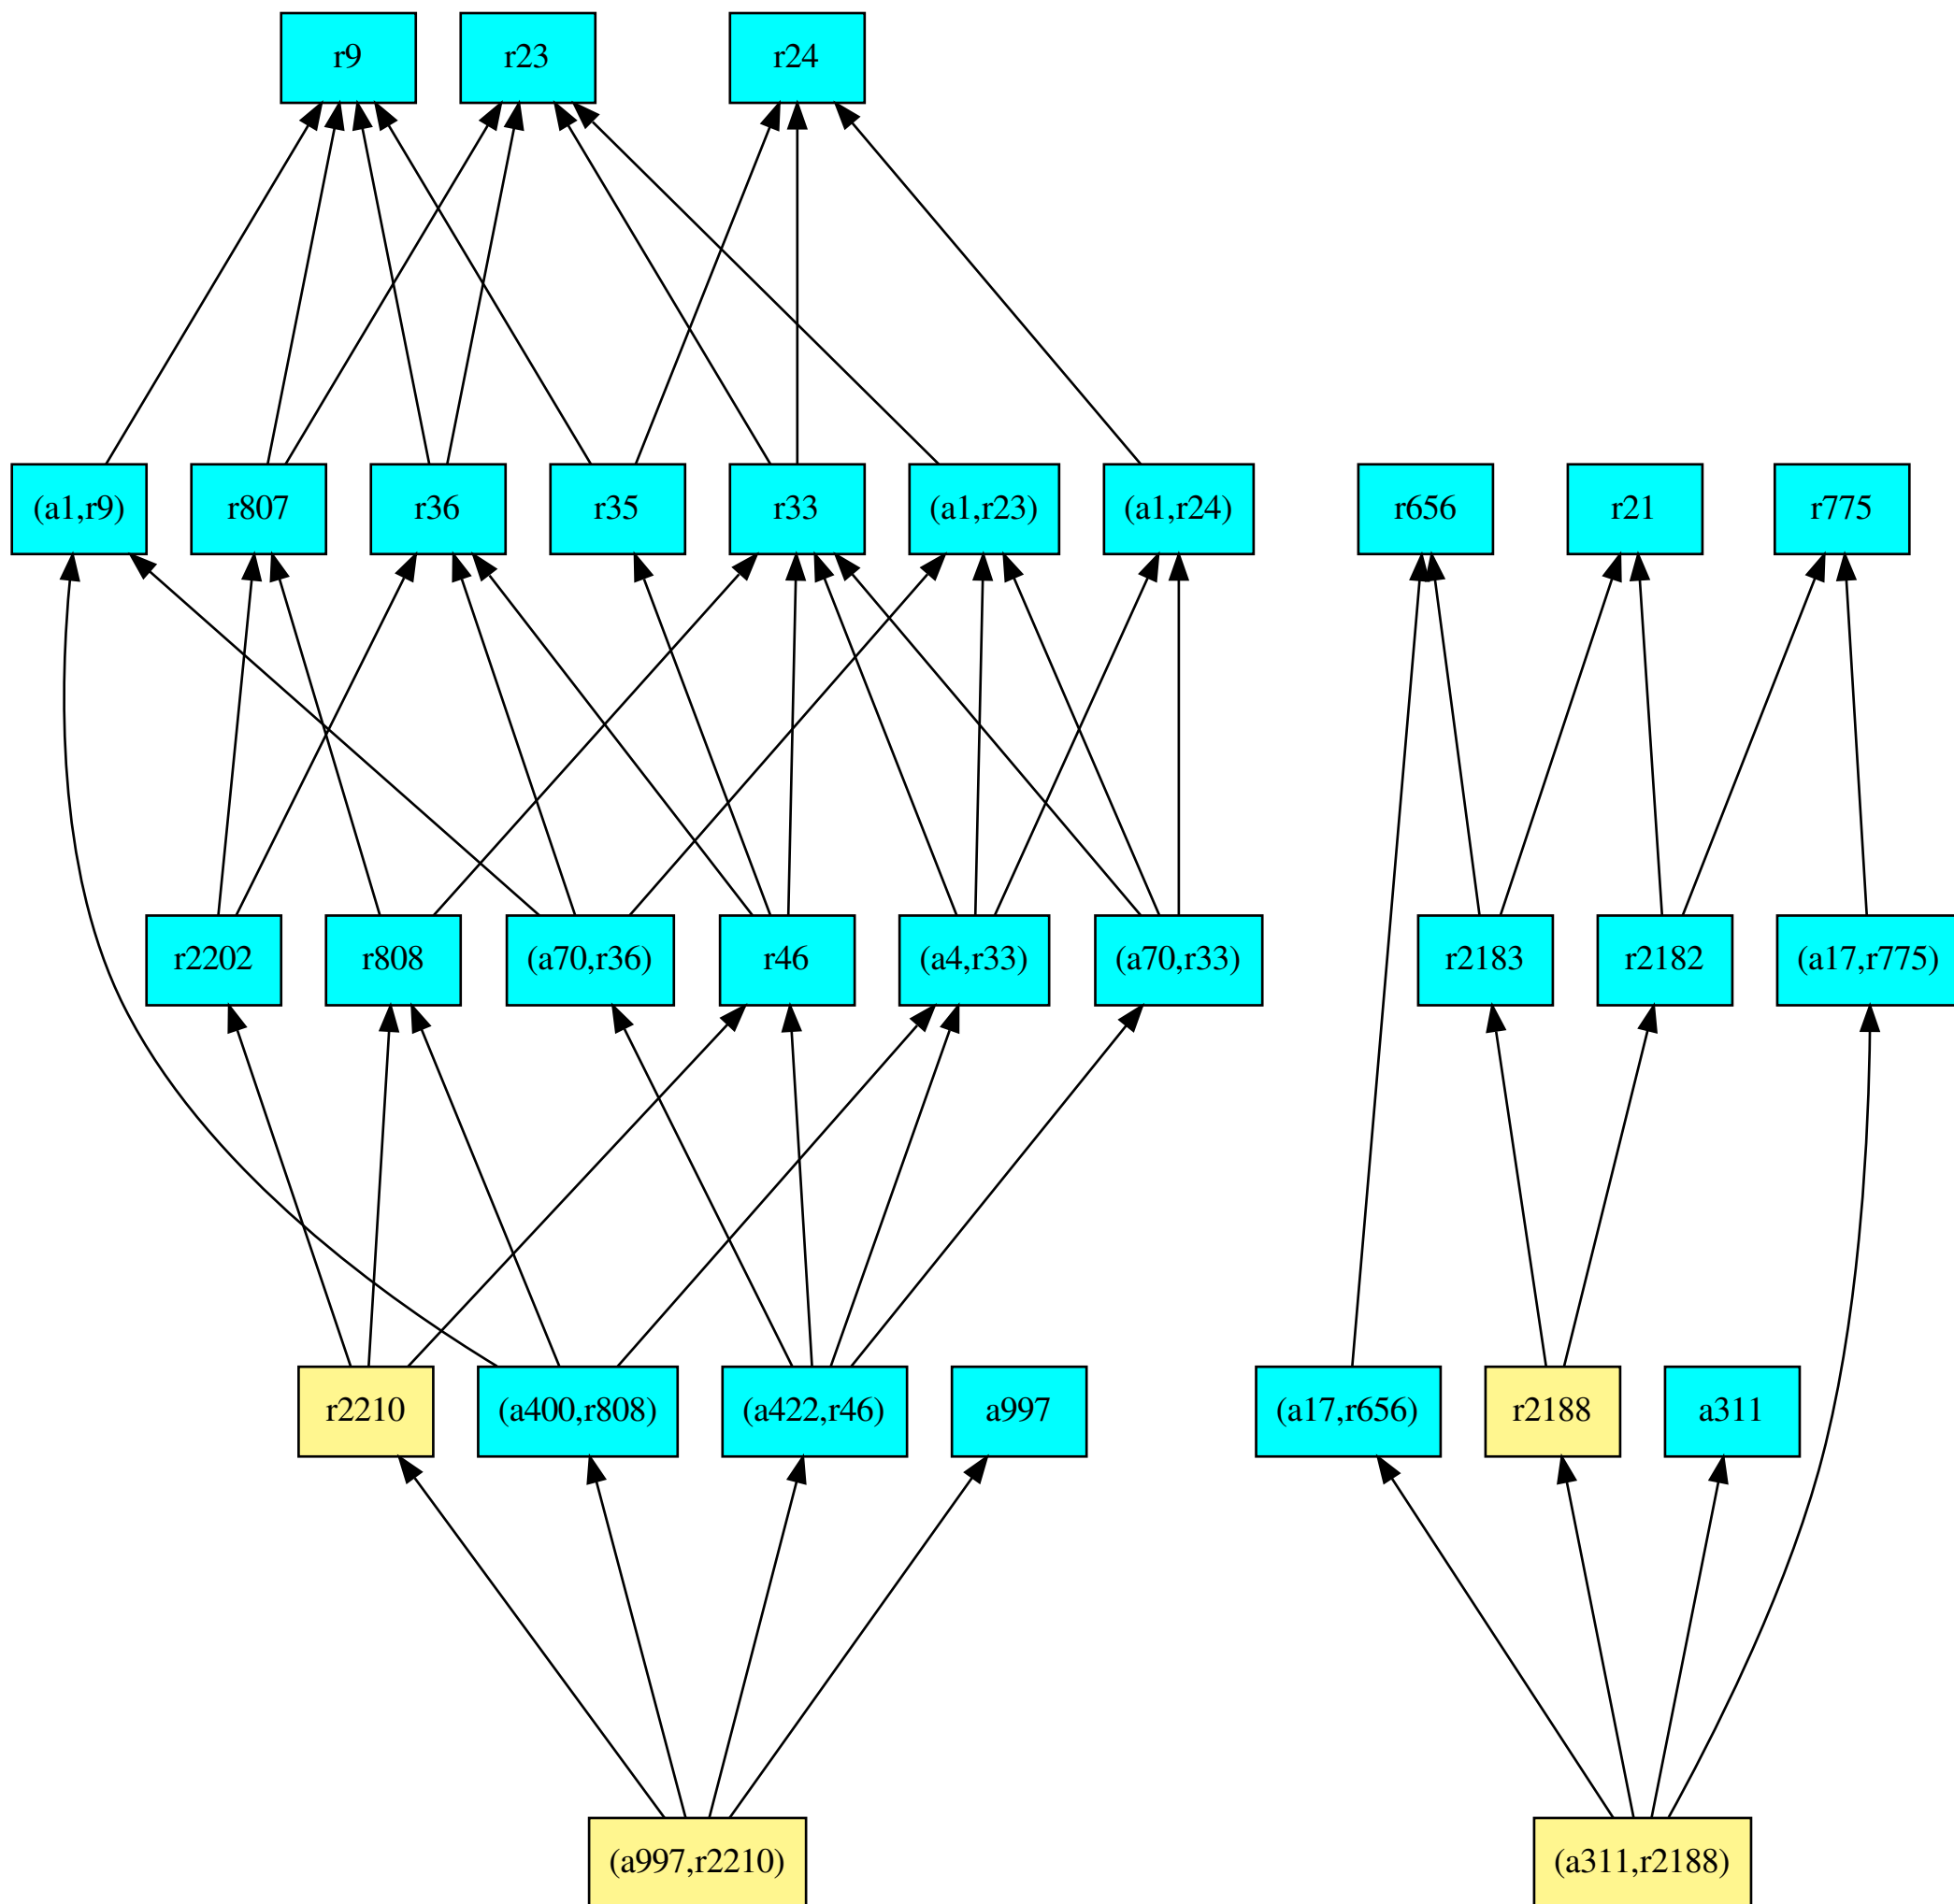 r9
r23
r24
(a1,r9)
r807
r36
r35
r33
(a1,r23)
(a1,r24)
r656
r21
r775
r2202
r808
(a70,r36)
r46
(a4,r33)
(a70,r33)
r2183
r2182
(a17,r775)
r2210
(a400,r808)
(a422,r46)
a997
(a17,r656)
r2188
a311
(a997,r2210)
(a311,r2188)